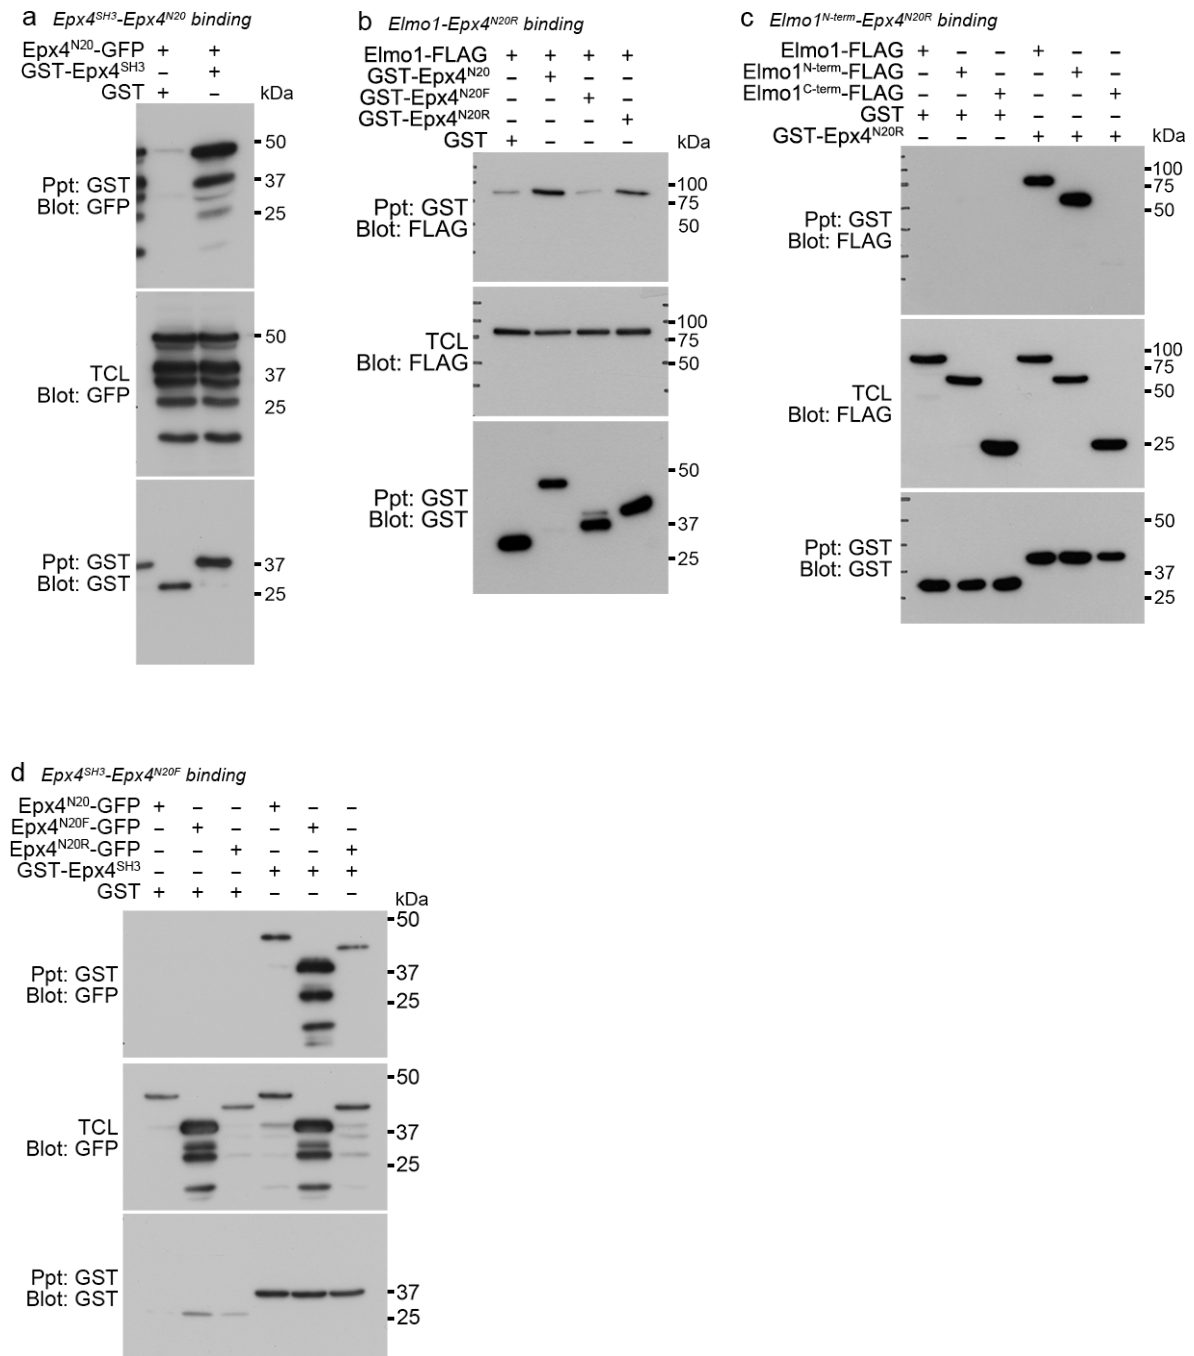 a Epx4SH3-Epx4N20 binding
Epx4N20-GFP + +
GST-Epx4SH3 – +
GST + – kDa
50
37
25
Ppt: GST
Blot: GFP
50
37
25
TCL
Blot: GFP
37
25
Ppt: GST
Blot: GST
b Elmo1-Epx4N20R binding
Elmo1-FLAG + + + +
GST-Epx4N20 – + – –
GST-Epx4N20F – – + –
GST-Epx4N20R – – – +
GST + – – – kDa
100
75
50
Ppt: GST
Blot: FLAG
100
75
50
TCL
Blot: FLAG
50
37
25
Ppt: GST
Blot: GST
c Elmo1N-term-Epx4N20R binding
Elmo1-FLAG + – – + – –
Elmo1N-term-FLAG – + – – + –
Elmo1C-term-FLAG – – + – – +
GST + + + – – –
GST-Epx4N20R – – – + + + kDa
100
75
50
Ppt: GST
Blot: FLAG
100
75
50
25
TCL
Blot: FLAG
50
37
25
Ppt: GST
Blot: GST
d Epx4SH3-Epx4N20F binding
Epx4N20-GFP + – – + – –
Epx4N20F-GFP – + – – + –
Epx4N20R-GFP – – + – – +
GST-Epx4SH3 – – – + + +
GST + + + – – – kDa
50
37
25
Ppt: GST
Blot: GFP
50
37
25
TCL
Blot: GFP
37
25
Ppt: GST
Blot: GST